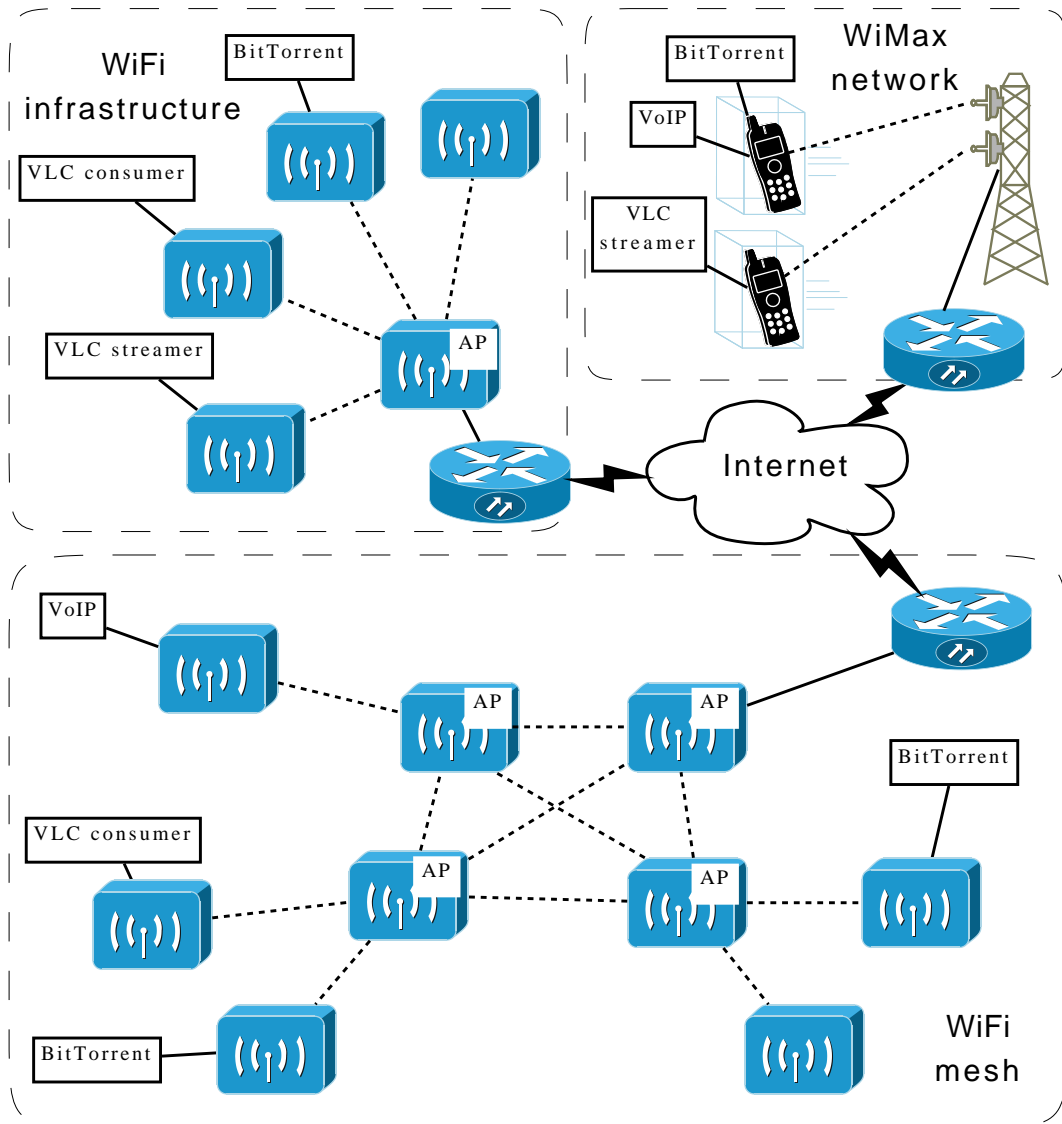 WiFi
infrastructure
BitTorrent
VLC consumer
VLC streamer
AP
WiMax
network
BitTorrent
VoIP
VLC
streamer
Internet
VoIP
AP
AP
BitTorrent
VLC consumer
AP
AP
BitTorrent
WiFi
mesh